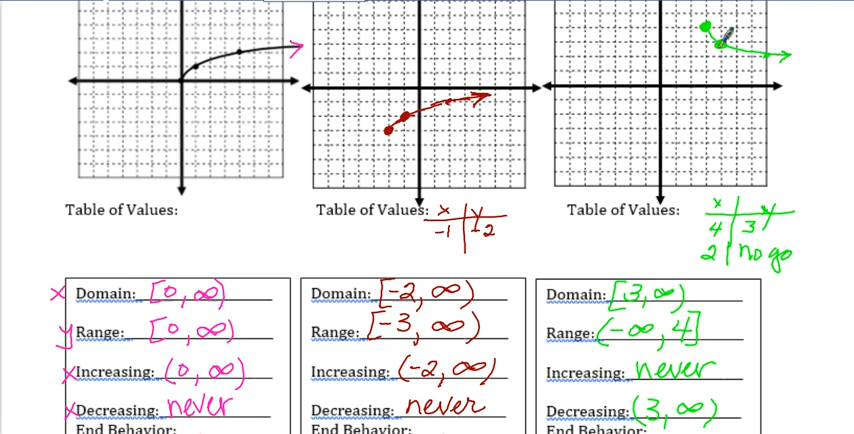 Table of Values:
Table of Values:
x | y
-1 | -2
Table of Values:
x | y
4 | 3
2 | no go
x Domain: [0, ∞)
y Range: [0, ∞)
x Increasing: (0, ∞)
x Decreasing: never
End Behavior:
Domain: [-2, ∞)
Range: [-3, ∞)
Increasing: (-2, ∞)
Decreasing: never
End Behavior:
Domain: [3, ∞)
Range: (-∞, 4]
Increasing: never
Decreasing: (3, ∞)
End Behavior: